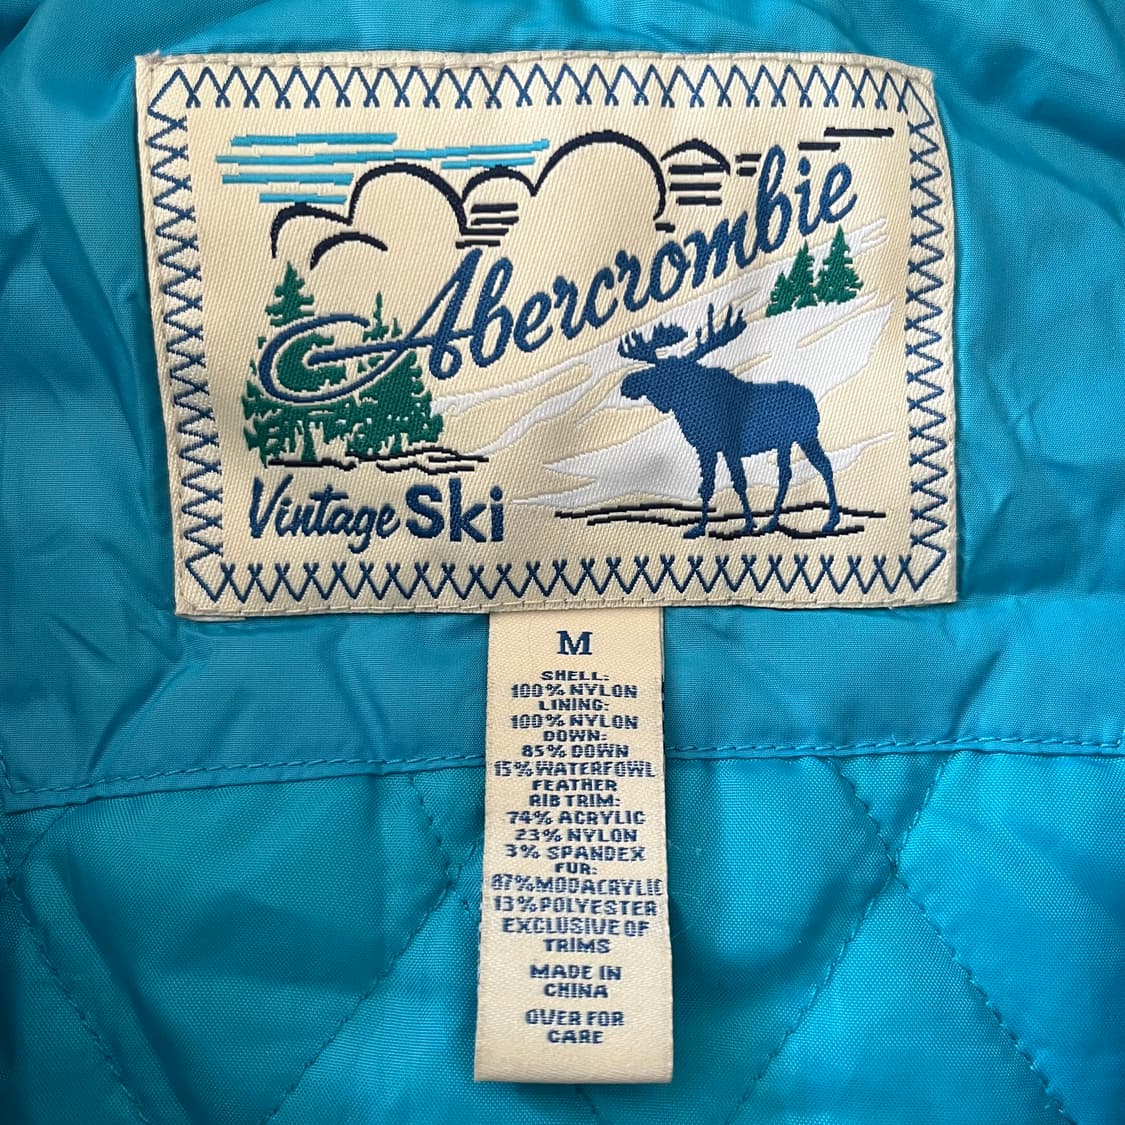 Abercrombie
Vintage Ski
M
SHELL:
100% NYLON
LINING:
100% NYLON
DOWN:
85% DOWN
15% WATERFOWL
FEATHER
RIB TRIM:
74% ACRYLIC
23% NYLON
3% SPANDEX
FUR:
87% MODACRYLIC
13% POLYESTER
EXCLUSIVE OF
TRIMS
MADE IN
CHINA
OVER FOR
CARE